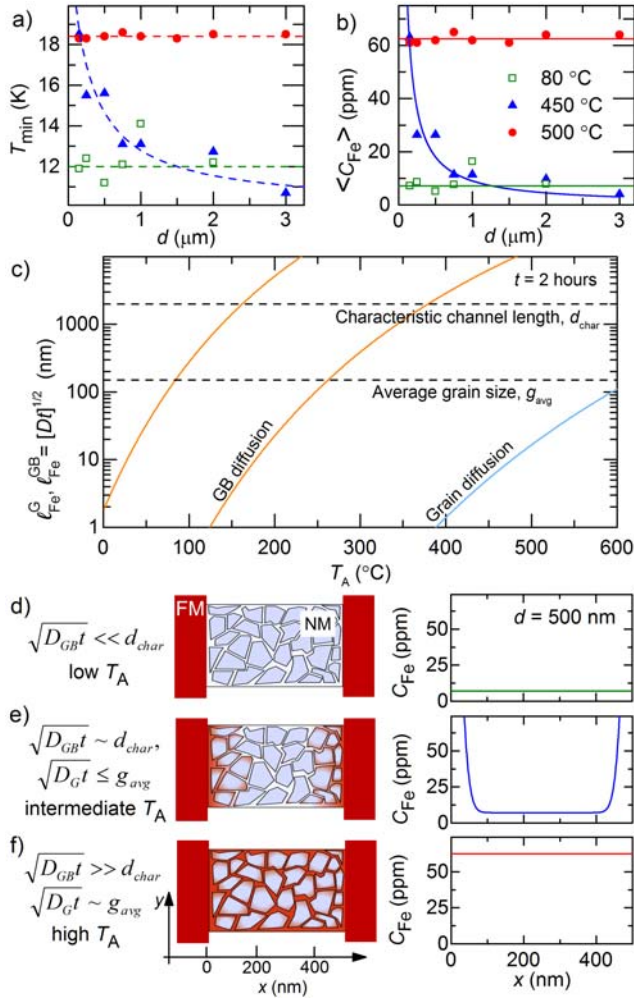 a)
18
16
14
12
T_min (K)
0
1
2
3
d (μm)
b)
60
40
20
0
<C_Fe> (ppm)
80 °C
450 °C
500 °C
0
1
2
3
d (μm)
c)
t = 2 hours
1000
100
10
1
Characteristic channel length, d_char
Average grain size, g_avg
GB diffusion
Grain diffusion
ℓ^G_Fe, ℓ^GB_Fe = [Dt]^1/2 (nm)
0
100
200
300
400
500
600
T_A (°C)
d)
√D_GB t << d_char
low T_A
FM
NM
d = 500 nm
C_Fe (ppm)
50
25
0
e)
√D_GB t ~ d_char,
√D_G t ≤ g_avg
intermediate T_A
C_Fe (ppm)
50
25
0
f)
√D_GB t >> d_char
√D_G t ~ g_avg
high T_A
y
0
200
400
x (nm)
C_Fe (ppm)
50
25
0
0
200
400
x (nm)